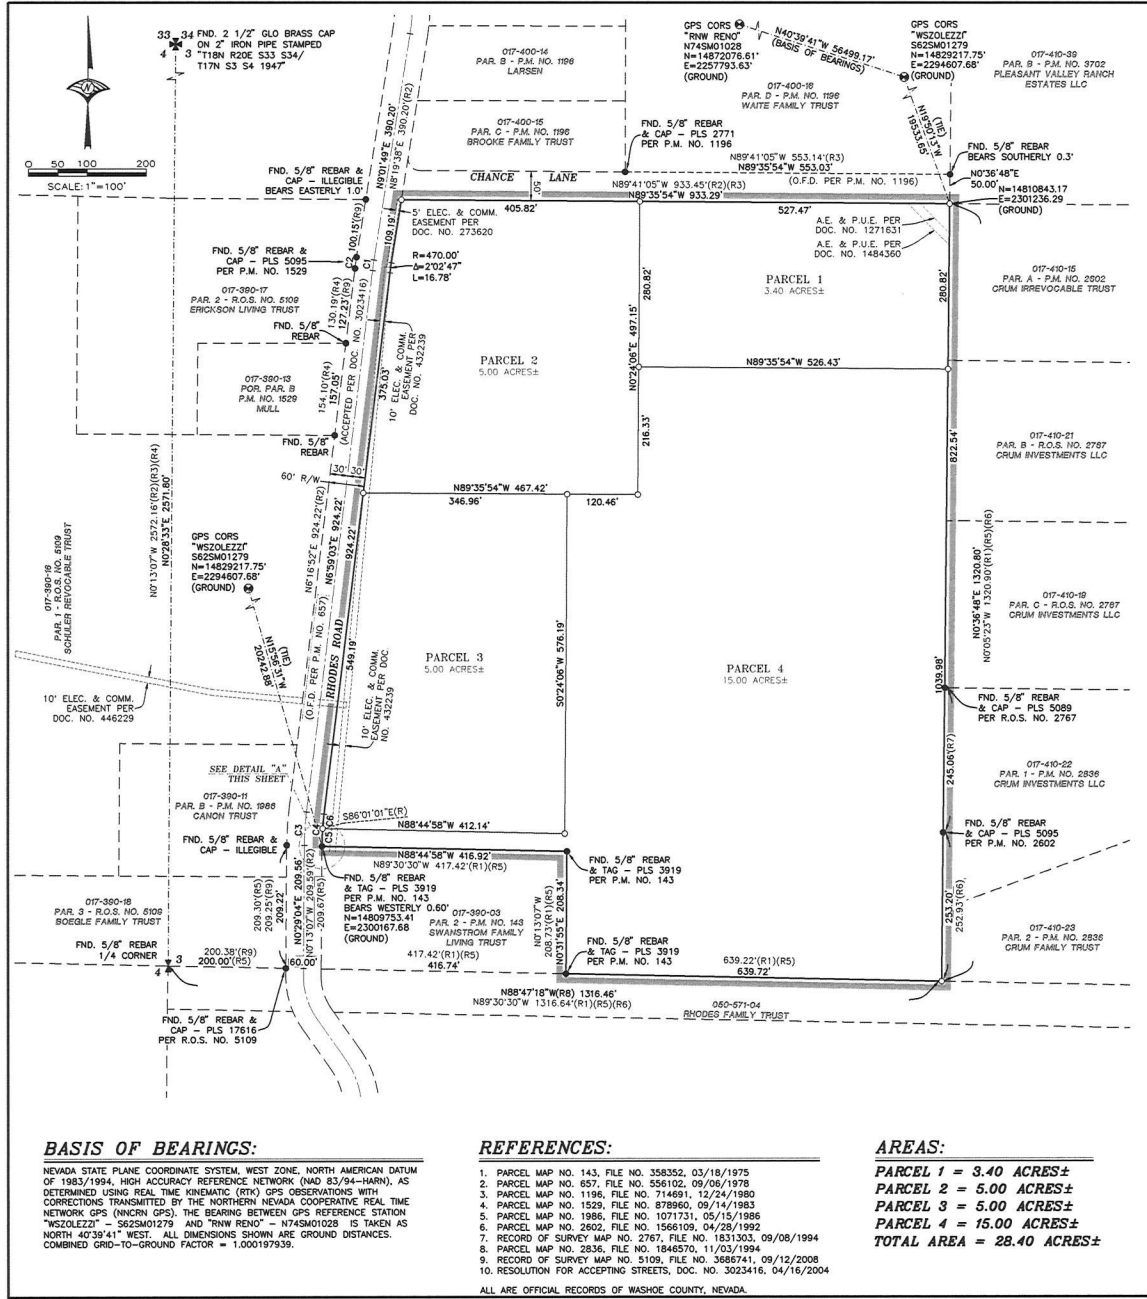 33 34
4 3
FND. 2 1/2" GLO BRASS CAP
ON 2" IRON PIPE STAMPED
"T18N R20E S33 S34/
T17N S3 S4 1947"
N
0 50 100 200
SCALE: 1"=100'
017-400-14
PAR. B - P.M. NO. 1196
LARSEN
017-400-15
PAR. C - P.M. NO. 1196
BROOKE FAMILY TRUST
GPS CORS
"RNW RENO"
N74SM01028
N=14872076.61'
E=2257793.63'
(GROUND)
N40°39'41"W 56499.17'
(BASIS OF BEARINGS)
GPS CORS
"WSZOLEZZI"
S62SM01279
N=14829217.75'
E=2294607.68'
(GROUND)
017-410-39
PAR. B - P.M. NO. 3702
PLEASANT VALLEY RANCH
ESTATES LLC
017-400-16
PAR. D - P.M. NO. 1196
WAITE FAMILY TRUST
(TIE)
N19°50'13"W
19533.65'
FND. 5/8" REBAR
& CAP - PLS 2771
PER P.M. NO. 1196
FND. 5/8" REBAR
BEARS SOUTHERLY 0.3'
N0°36'48"E
50.00'
N=14810843.17
E=2301236.29
(GROUND)
N89°41'05"W 553.14'(R3)
N89°35'54"W 553.03'
(O.F.D. PER P.M. NO. 1196)
CHANCE LANE
50'
N89°41'05"W 933.45'(R2)(R3)
N89°35'54"W 933.29'
405.82'
527.47'
N9°01'49"E 390.20'
N8°19'38"E 390.20'(R2)
FND. 5/8" REBAR &
CAP - ILLEGIBLE
BEARS EASTERLY 1.0'
100.15'(R9)
109.19'
5' ELEC. & COMM.
EASEMENT PER
DOC. NO. 273620
R=470.00'
Δ=2°02'47"
L=16.78'
C2
C1
FND. 5/8" REBAR &
CAP - PLS 5095
PER P.M. NO. 1529
017-390-17
PAR. 2 - R.O.S. NO. 5109
ERICKSON LIVING TRUST
130.19'(R4)
127.23'(R9)
FND. 5/8"
REBAR
017-390-13
POR. PAR. B
P.M. NO. 1529
MULL
154.10'(R4)
157.05'
(ACCEPTED PER DOC. NO. 3023416)
375.03'
10' ELEC. & COMM.
EASEMENT PER
DOC. NO. 432239
FND. 5/8"
REBAR
30' 30'
60' R/W
A.E. & P.U.E. PER
DOC. NO. 1271631
A.E. & P.U.E. PER
DOC. NO. 1484360
280.82'
PARCEL 1
3.40 ACRES±
280.82'
017-410-15
PAR. A - P.M. NO. 2902
CRUM IRREVOCABLE TRUST
N0°24'06"E 497.15'
PARCEL 2
5.00 ACRES±
N89°35'54"W 526.43'
216.33'
822.54'
017-410-21
PAR. B - R.O.S. NO. 2767
CRUM INVESTMENTS LLC
N89°35'54"W 467.42'
346.96'
120.46'
N0°13'07"W 2572.16'(R2)(R3)(R4)
N0°28'33"E 2571.80'
017-390-16
PAR. 1 - R.O.S. NO. 5109
SCHULER REVOCABLE TRUST
GPS CORS
"WSZOLEZZI"
S62SM01279
N=14829217.75'
E=2294607.68'
(GROUND)
(TIE)
N15°56'31"W
20242.88'
N6°16'52"E 924.22'(R2)
N6°59'03"E 924.22'
924.22'
(O.F.D. PER P.M. NO. 657)
RHODES ROAD
549.19'
10' ELEC. & COMM.
EASEMENT PER DOC.
NO. 432239
PARCEL 3
5.00 ACRES±
S0°24'06"W 576.19'
PARCEL 4
15.00 ACRES±
N0°36'48"E 1320.80'
N0°05'23"W 1320.90'(R1)(R5)(R6)
017-410-19
PAR. C - R.O.S. NO. 2767
CRUM INVESTMENTS LLC
1039.98'
FND. 5/8" REBAR
& CAP - PLS 5089
PER R.O.S. NO. 2767
10' ELEC. & COMM.
EASEMENT PER
DOC. NO. 446229
SEE DETAIL "A"
THIS SHEET
017-390-11
PAR. B - P.M. NO. 1986
CANON TRUST
245.06'(R7)
017-410-22
PAR. 1 - P.M. NO. 2836
CRUM INVESTMENTS LLC
FND. 5/8" REBAR &
CAP - ILLEGIBLE
C3
C4
C5 C6
S86°01'01"E(R)
N88°44'58"W 412.14'
N88°44'58"W 416.92'
N89°30'30"W 417.42'(R1)(R5)
FND. 5/8" REBAR
& CAP - PLS 5095
PER P.M. NO. 2602
FND. 5/8" REBAR
& TAG - PLS 3919
PER P.M. NO. 143
FND. 5/8" REBAR
& TAG - PLS 3919
PER P.M. NO. 143
BEARS WESTERLY 0.60'
N=14809753.41
E=2300167.68
(GROUND)
017-390-03
PAR. 2 - P.M. NO. 143
SWANSTROM FAMILY
LIVING TRUST
209.30'(R5)
209.25'(R9)
209.22'
N0°29'04"E 209.56'
N0°13'07"W 209.59'(R2)
209.67'(R5)
N0°13'07"W
208.73'(R1)(R5)
N0°31'55"E 208.34'
253.20'
252.93'(R6)
017-390-18
PAR. 3 - R.O.S. NO. 5109
BOEGLE FAMILY TRUST
FND. 5/8" REBAR
1/4 CORNER
4 3
200.38'(R9)
200.00'(R5)
60.00'
417.42'(R1)(R5)
416.74'
FND. 5/8" REBAR
& TAG - PLS 3919
PER P.M. NO. 143
639.22'(R1)(R5)
639.72'
017-410-23
PAR. 2 - P.M. NO. 2836
CRUM FAMILY TRUST
N88°47'18"W(R8) 1316.46'
N89°30'30"W 1316.64'(R1)(R5)(R6)
050-571-04
RHODES FAMILY TRUST
FND. 5/8" REBAR &
CAP - PLS 17616
PER R.O.S. NO. 5109
BASIS OF BEARINGS:
NEVADA STATE PLANE COORDINATE SYSTEM, WEST ZONE, NORTH AMERICAN DATUM
OF 1983/1994, HIGH ACCURACY REFERENCE NETWORK (NAD 83/94-HARN), AS
DETERMINED USING REAL TIME KINEMATIC (RTK) GPS OBSERVATIONS WITH
CORRECTIONS TRANSMITTED BY THE NORTHERN NEVADA COOPERATIVE REAL TIME
NETWORK GPS (NNCRN GPS). THE BEARING BETWEEN GPS REFERENCE STATION
"WSZOLEZZI" - S62SM01279 AND "RNW RENO" - N74SM01028 IS TAKEN AS
NORTH 40°39'41" WEST. ALL DIMENSIONS SHOWN ARE GROUND DISTANCES.
COMBINED GRID-TO-GROUND FACTOR = 1.000197939.
REFERENCES:
1. PARCEL MAP NO. 143, FILE NO. 358352, 03/18/1975
2. PARCEL MAP NO. 657, FILE NO. 556102, 09/06/1978
3. PARCEL MAP NO. 1196, FILE NO. 714691, 12/24/1980
4. PARCEL MAP NO. 1529, FILE NO. 878960, 09/14/1983
5. PARCEL MAP NO. 1986, FILE NO. 1071731, 05/15/1986
6. PARCEL MAP NO. 2602, FILE NO. 1566109, 04/28/1992
7. RECORD OF SURVEY MAP NO. 2767, FILE NO. 1831303, 09/08/1994
8. PARCEL MAP NO. 2836, FILE NO. 1846570, 11/03/1994
9. RECORD OF SURVEY MAP NO. 5109, FILE NO. 3686741, 09/12/2008
10. RESOLUTION FOR ACCEPTING STREETS, DOC. NO. 3023416, 04/16/2004
ALL ARE OFFICIAL RECORDS OF WASHOE COUNTY, NEVADA.
AREAS:
PARCEL 1 = 3.40 ACRES±
PARCEL 2 = 5.00 ACRES±
PARCEL 3 = 5.00 ACRES±
PARCEL 4 = 15.00 ACRES±
TOTAL AREA = 28.40 ACRES±